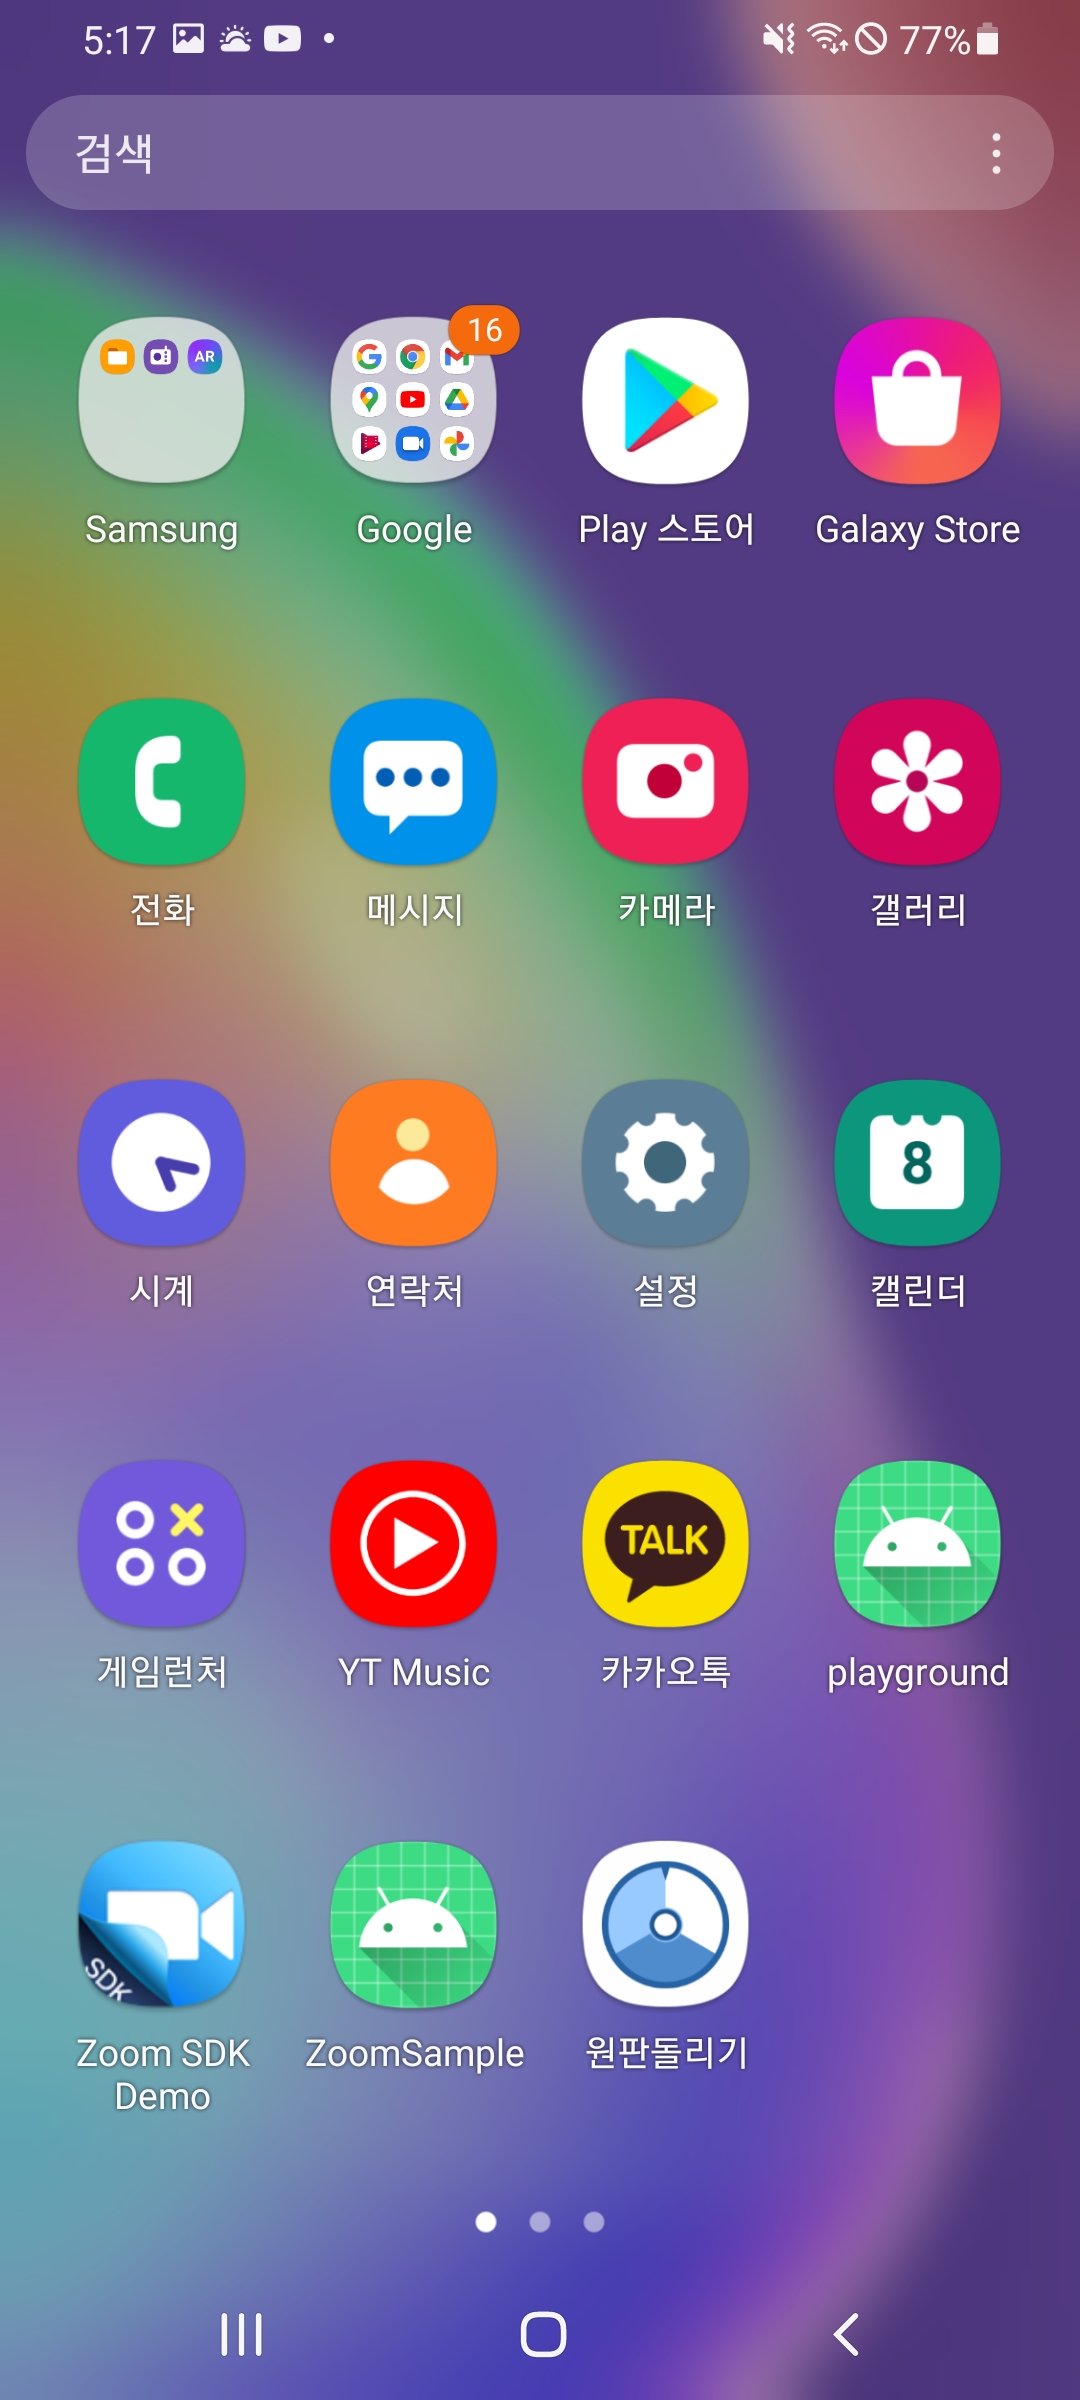 5:17 77%
검색
AR 16
Samsung Google Play 스토어 Galaxy Store
전화 메시지 카메라 갤러리
8
시계 연락처 설정 캘린더
TALK
게임런처 YT Music 카카오톡 playground
SDK
Zoom SDK ZoomSample 원판돌리기
Demo